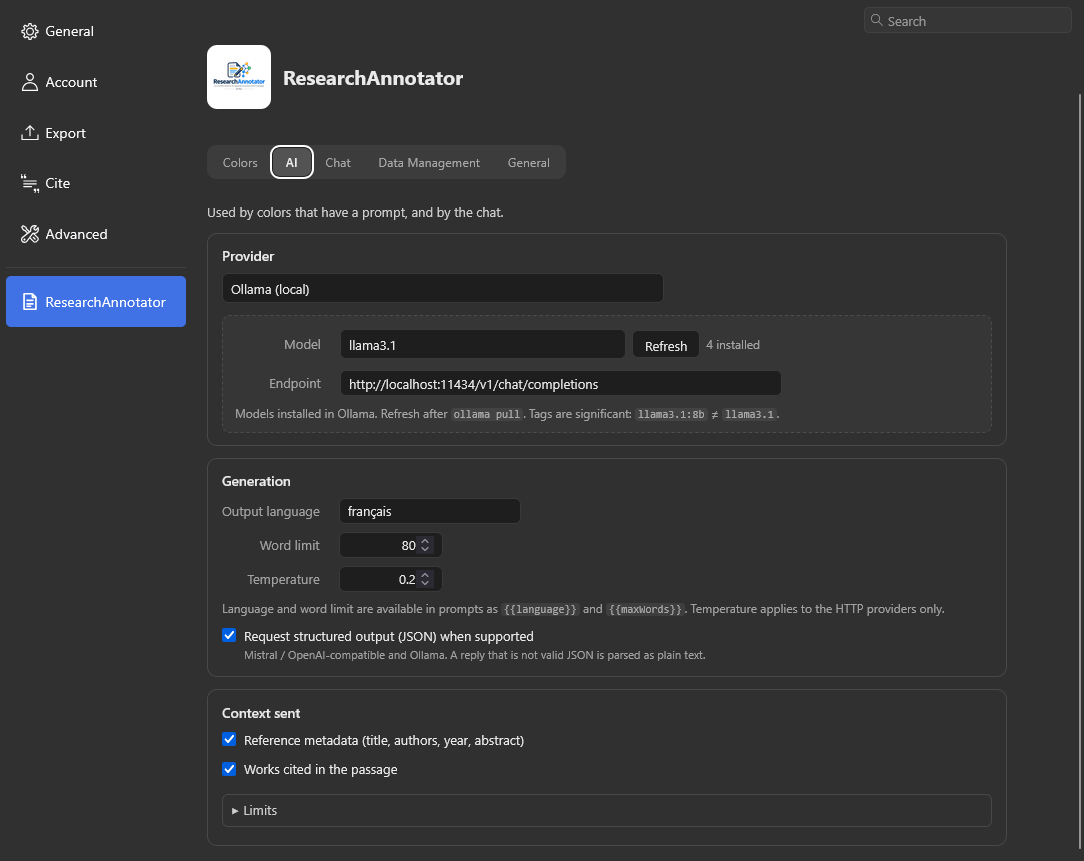 General
Search
Account
Export
Cite
Advanced
ResearchAnnotator
ResearchAnnotator
ResearchAnnotator
Colors AI Chat Data Management General
Used by colors that have a prompt, and by the chat.
Provider
Ollama (local)
Model llama3.1 Refresh 4 installed
Endpoint http://localhost:11434/v1/chat/completions
Models installed in Ollama. Refresh after ollama pull. Tags are significant: llama3.1:8b ≠ llama3.1.
Generation
Output language français
Word limit 80
Temperature 0.2
Language and word limit are available in prompts as {{language}} and {{maxWords}}. Temperature applies to the HTTP providers only.
Request structured output (JSON) when supported
Mistral / OpenAI-compatible and Ollama. A reply that is not valid JSON is parsed as plain text.
Context sent
Reference metadata (title, authors, year, abstract)
Works cited in the passage
Limits